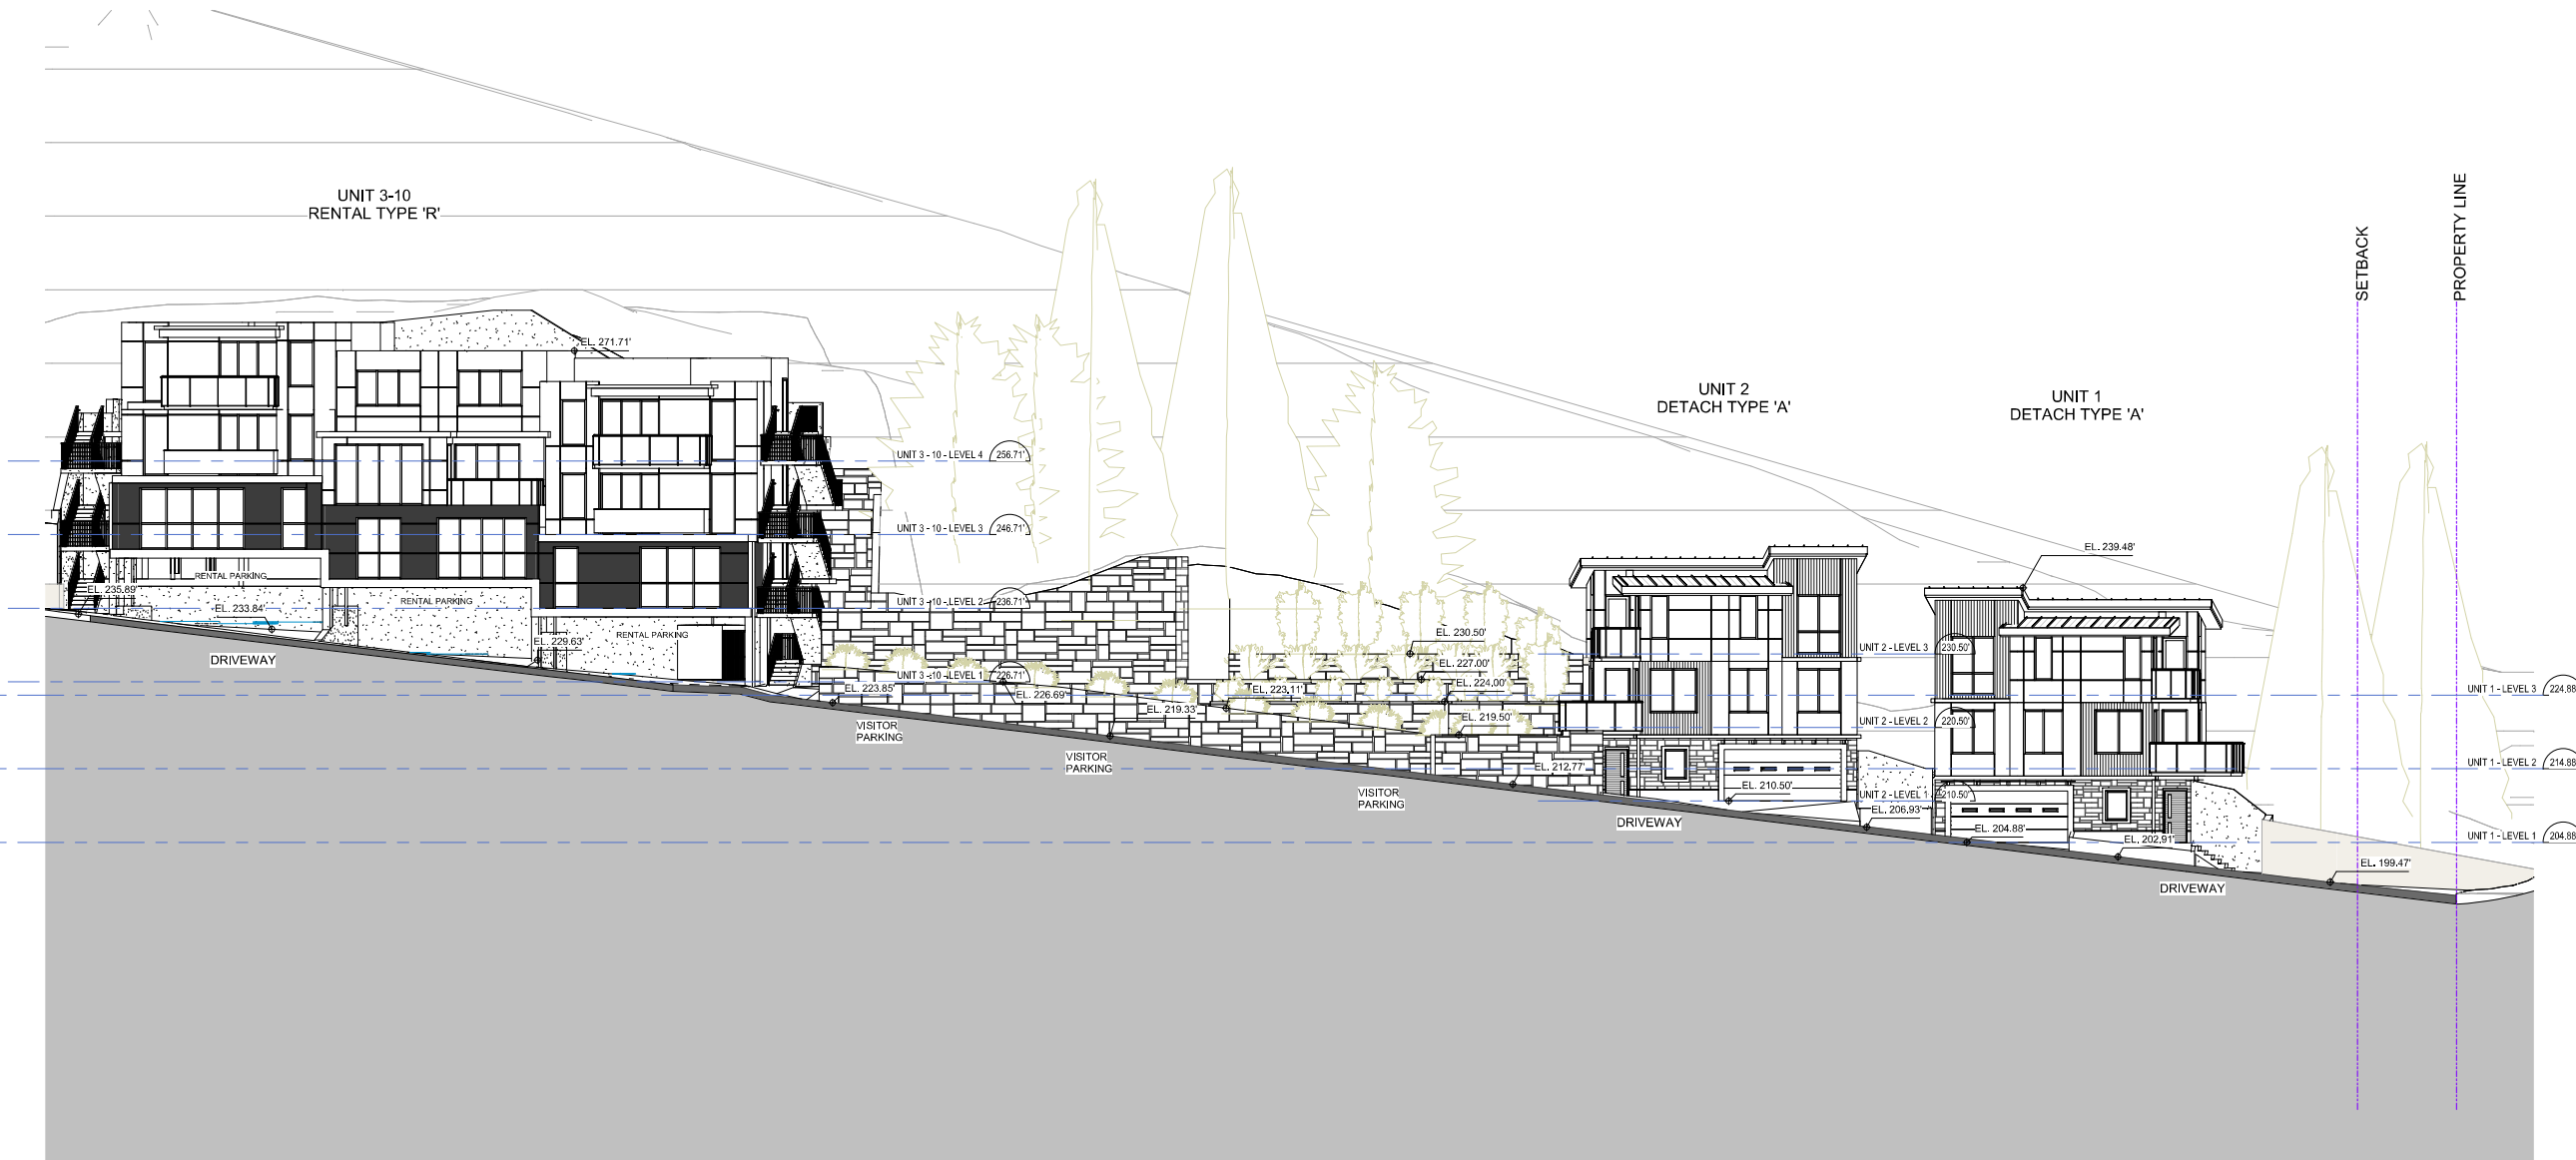 PROPERTY LINE
SETBACK
UNIT 3-10
RENTAL TYPE 'R'
EL. 271.71'
UNIT 2
DETACH TYPE 'A'
UNIT 1
DETACH TYPE 'A'
UNIT 3 - 10 - LEVEL 4 256.71'
UNIT 3 - 10 - LEVEL 3 246.71'
EL. 239.48'
RENTAL PARKING
EL. 235.89'
RENTAL PARKING
EL. 233.84'
UNIT 3 - 10 - LEVEL 2 236.71'
RENTAL PARKING
EL. 229.63'
EL. 230.50'
UNIT 2 - LEVEL 3 230.50'
DRIVEWAY
EL. 227.00'
UNIT 3 - 10 - LEVEL 1 226.71'
EL. 224.00'
EL. 223.85'
EL. 226.69'
EL. 223.11'
UNIT 1 - LEVEL 3 224.88
EL. 219.33'
EL. 219.50'
UNIT 2 - LEVEL 2 220.50'
VISITOR
PARKING
VISITOR
PARKING
EL. 212.77'
UNIT 1 - LEVEL 2 214.88
EL. 210.50'
UNIT 2 - LEVEL 1 210.50'
VISITOR
PARKING
EL. 206.93'
DRIVEWAY
EL. 204.88'
EL. 202.91'
UNIT 1 - LEVEL 1 204.88
EL. 199.47'
DRIVEWAY